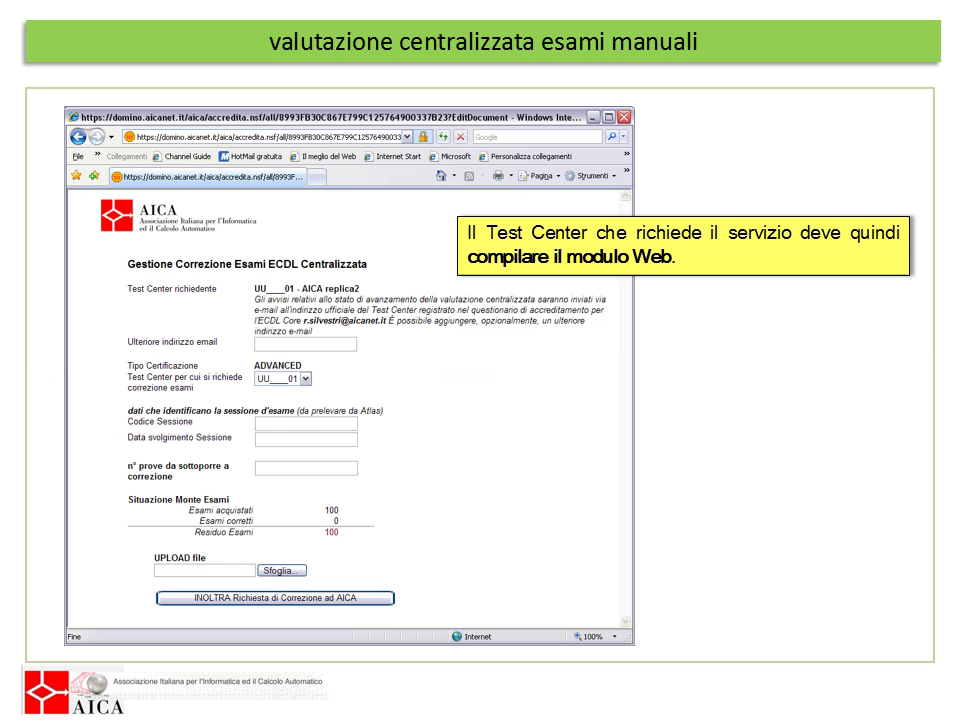 valutazione centralizzata esami manuali
https://domino.aicanet.it/aica/accredita.nsf/all/8993FB30C867E799C125764900337B23?EditDocument - Windows Inte...
https://domino.aicanet.it/aica/accredita.nsf/all/8993FB30C867E799C12576490033
Google
File » Collegamenti Channel Guide HotMail gratuita Il meglio del Web Internet Start Microsoft Personalizza collegamenti »
https://domino.aicanet.it/aica/accredita.nsf/all/8993F...
Pagina Strumenti »
AICA
Associazione Italiana per l'Informatica
ed il Calcolo Automatico
Il Test Center che richiede il servizio deve quindi
compilare il modulo Web.
Gestione Correzione Esami ECDL Centralizzata
Test Center richiedente UU____01 - AICA replica2
Gli avvisi relativi allo stato di avanzamento della valutazione centralizzata saranno inviati via
e-mail all'indirizzo ufficiale del Test Center registrato nel questionario di accreditamento per
l'ECDL Core r.silvestri@aicanet.it È possibile aggiungere, opzionalmente, un ulteriore
indirizzo e-mail
Ulteriore indirizzo email
Tipo Certificazione ADVANCED
Test Center per cui si richiede UU____01
correzione esami
dati che identificano la sessione d'esame (da prelevare da Atlas)
Codice Sessione
Data svolgimento Sessione
n° prove da sottoporre a
correzione
Situazione Monte Esami
Esami acquistati 100
Esami corretti 0
Residuo Esami 100
UPLOAD file
Sfoglia...
INOLTRA Richiesta di Correzione ad AICA
Fine Internet 100%
Associazione Italiana per l'Informatica ed il Calcolo Automatico
AICA